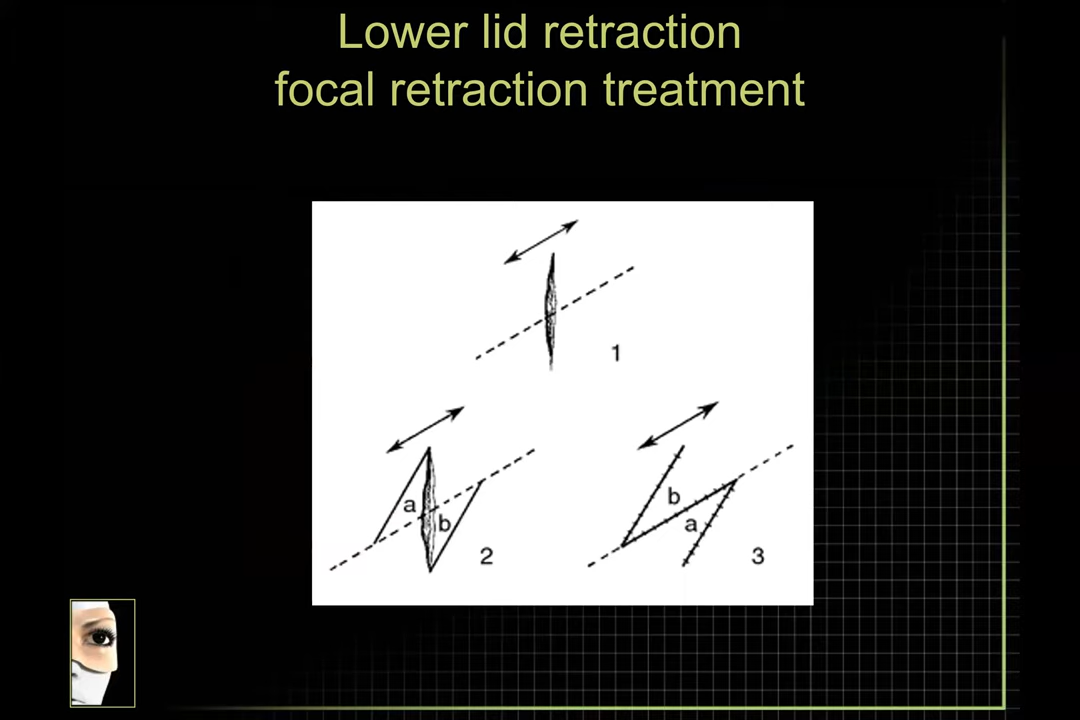 Lower lid retraction
focal retraction treatment
1
a
b
2
b
a
3